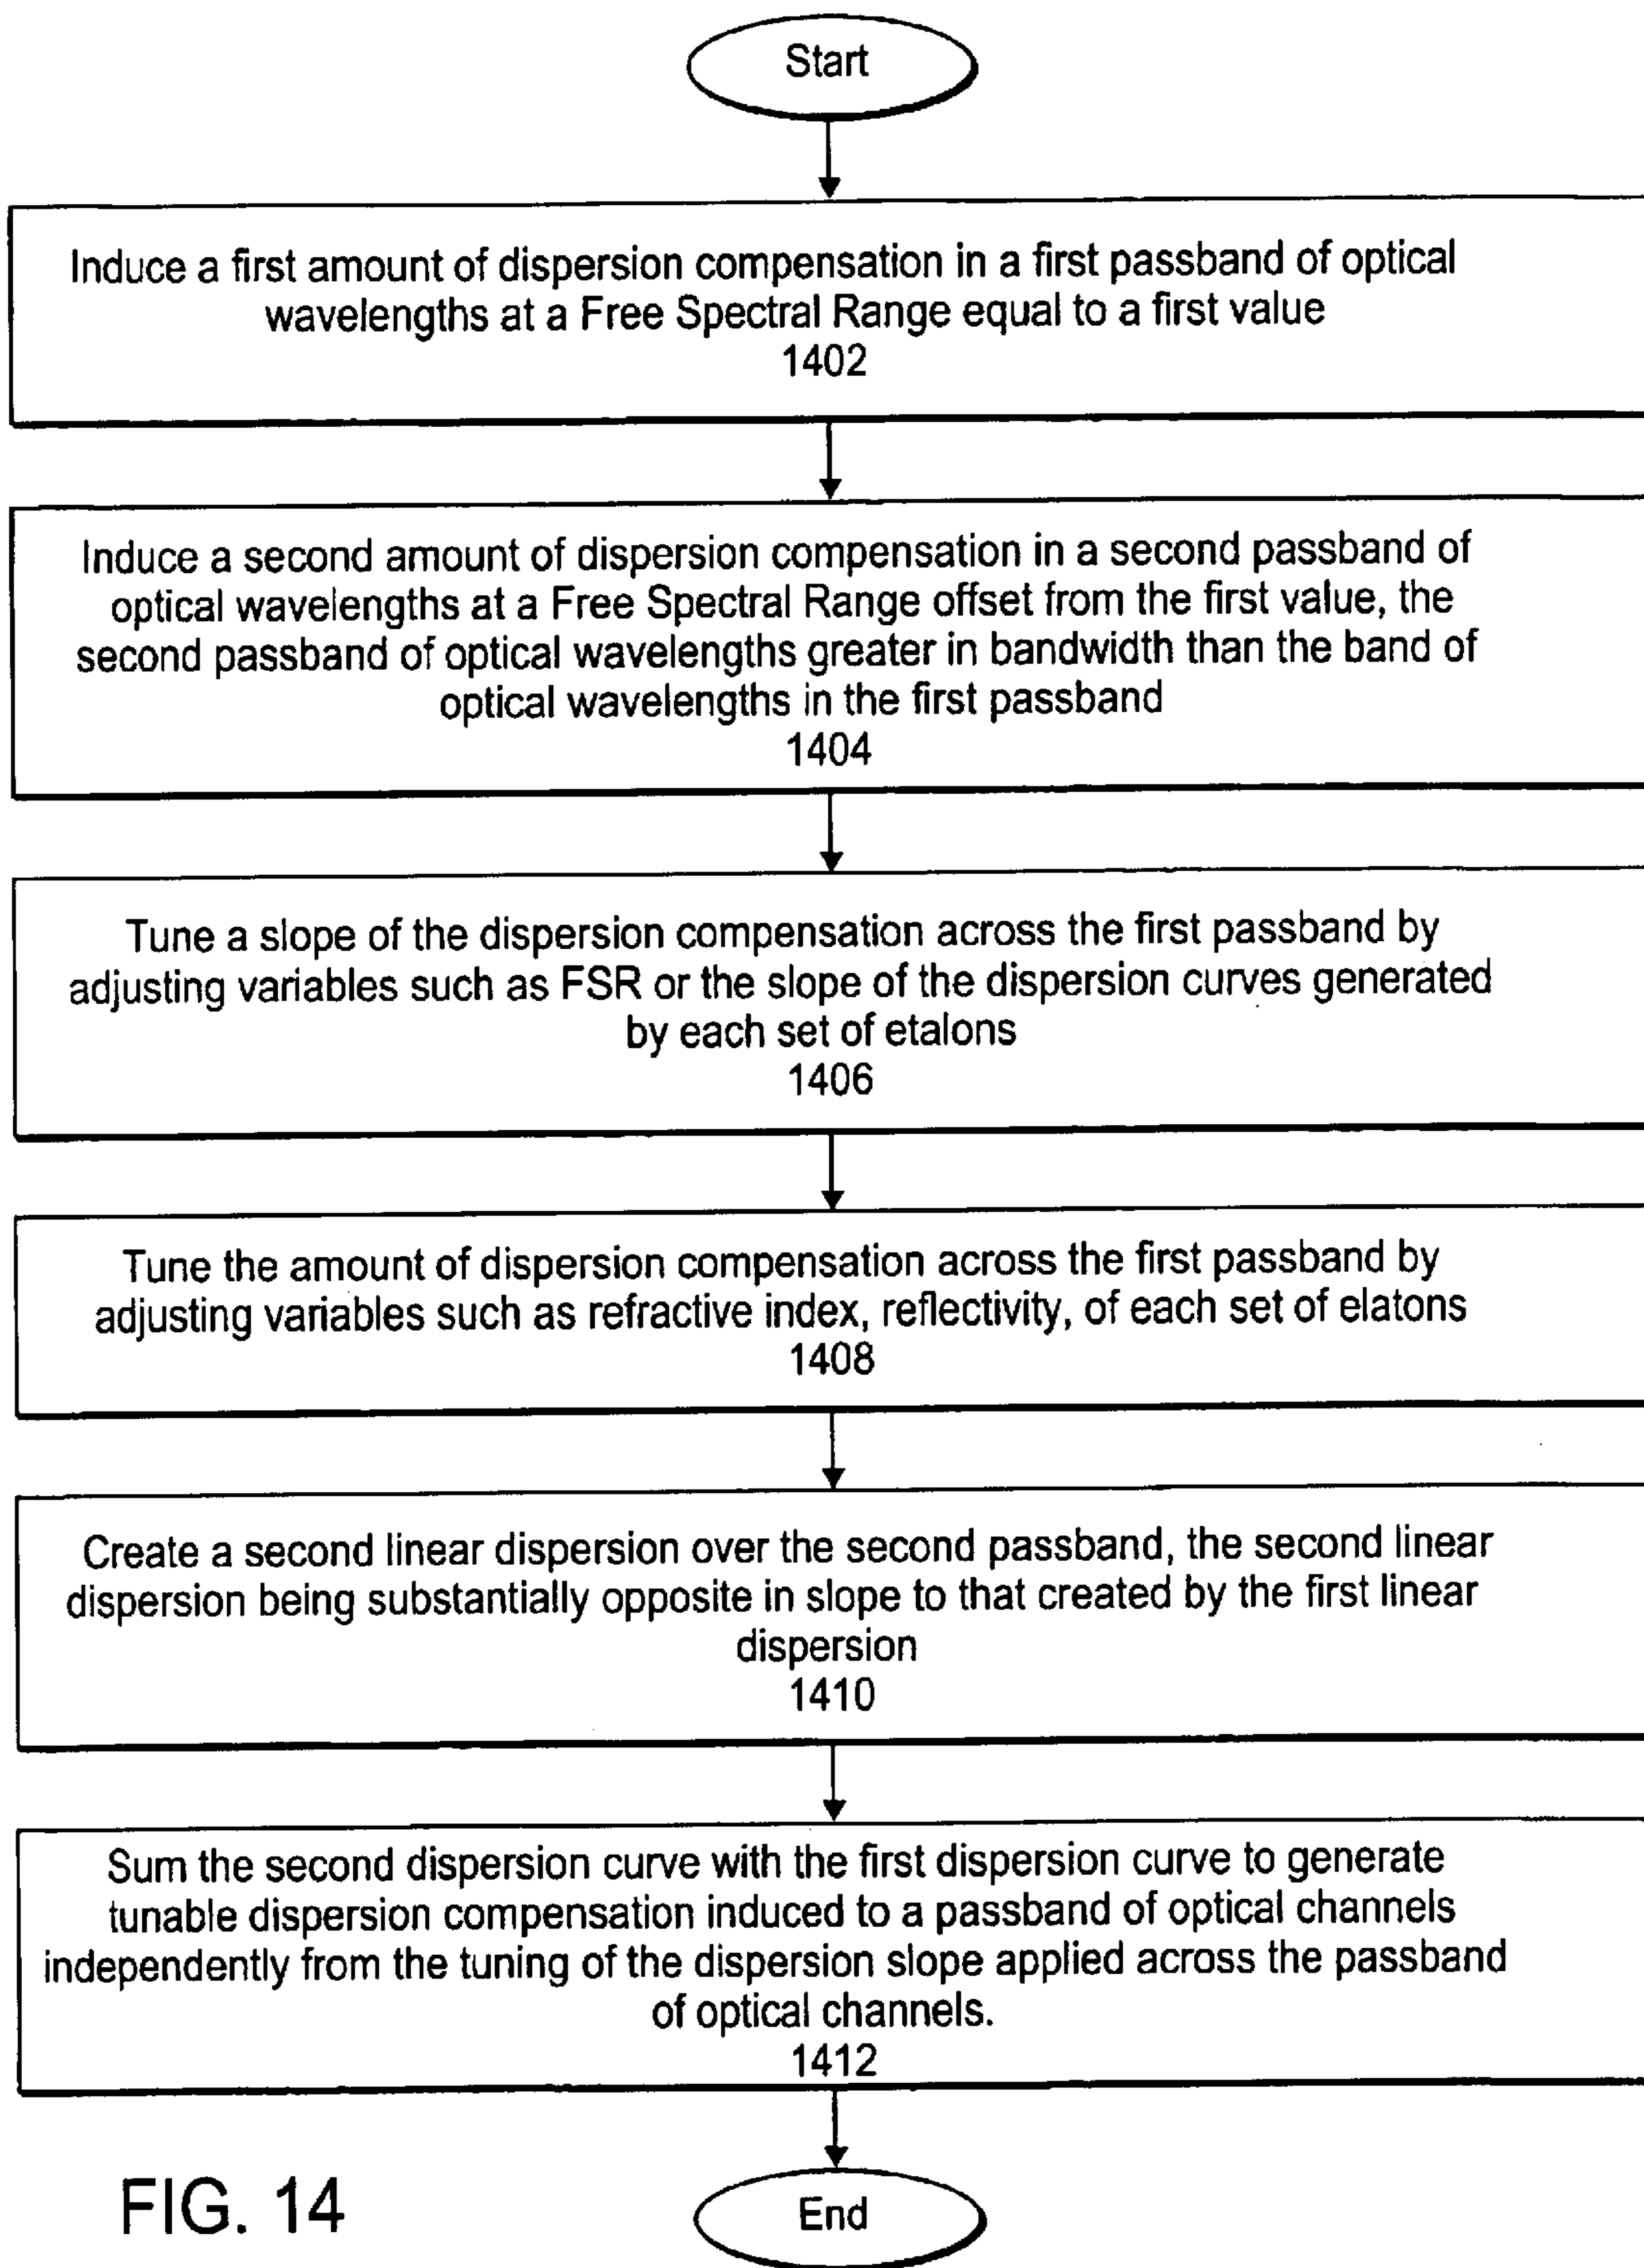 Start
Induce a first amount of dispersion compensation in a first passband of optical
wavelengths at a Free Spectral Range equal to a first value
1402
Induce a second amount of dispersion compensation in a second passband of
optical wavelengths at a Free Spectral Range offset from the first value, the
second passband of optical wavelengths greater in bandwidth than the band of
optical wavelengths in the first passband
1404
Tune a slope of the dispersion compensation across the first passband by
adjusting variables such as FSR or the slope of the dispersion curves generated
by each set of etalons
1406
Tune the amount of dispersion compensation across the first passband by
adjusting variables such as refractive index, reflectivity, of each set of elatons
1408
Create a second linear dispersion over the second passband, the second linear
dispersion being substantially opposite in slope to that created by the first linear
dispersion
1410
Sum the second dispersion curve with the first dispersion curve to generate
tunable dispersion compensation induced to a passband of optical channels
independently from the tuning of the dispersion slope applied across the passband
of optical channels.
1412
End
FIG. 14